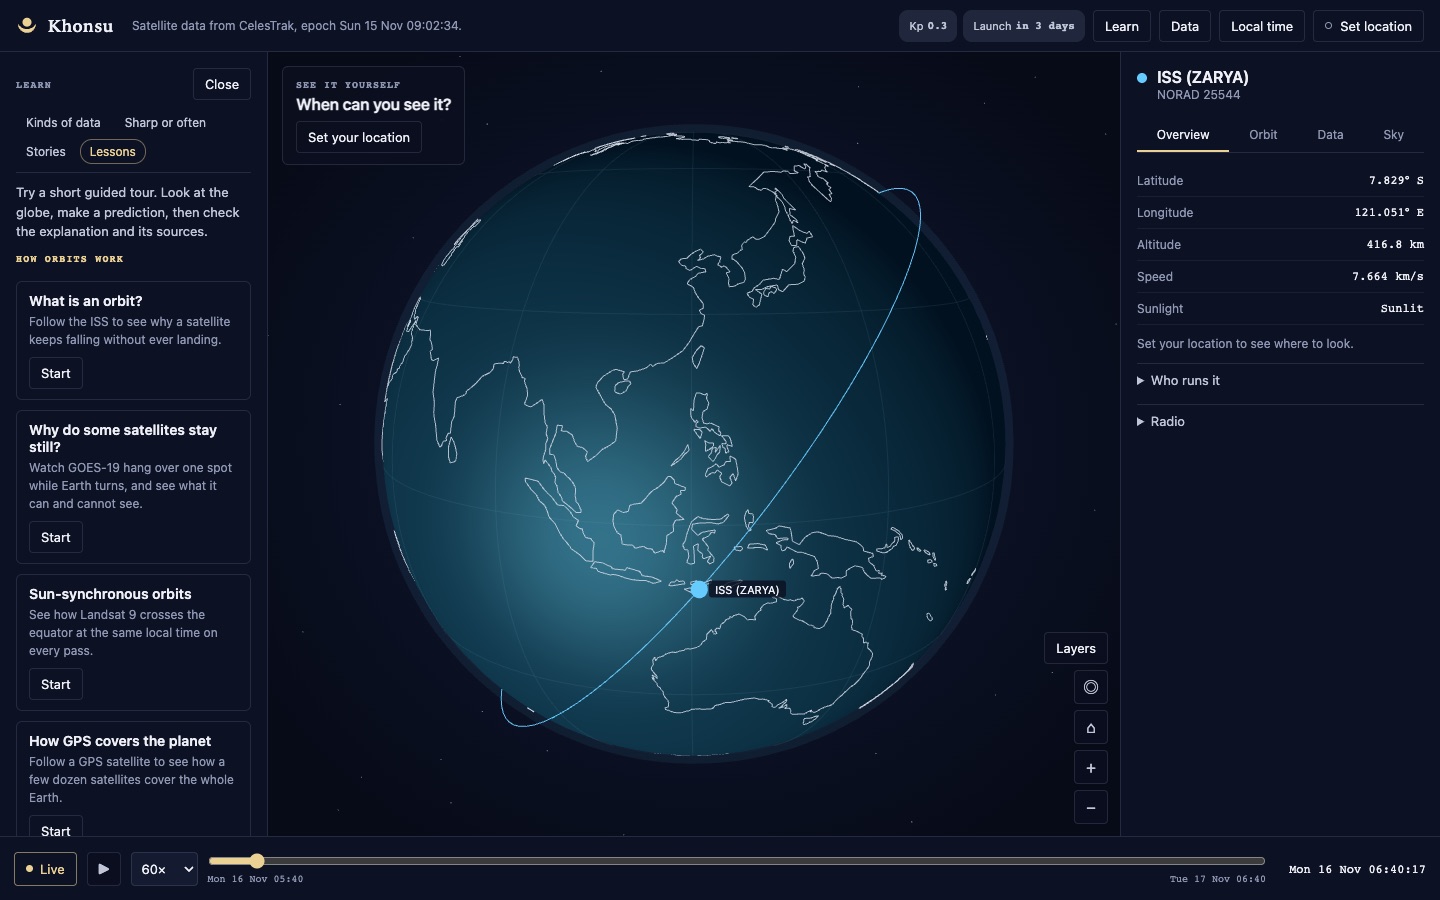 Khonsu
Satellite data from CelesTrak, epoch Sun 15 Nov 09:02:34.
Kp 0.3
Launch in 3 days
Learn
Data
Local time
Set location
LEARN
Close
Kinds of data
Sharp or often
Stories
Lessons
Try a short guided tour. Look at the
globe, make a prediction, then check
the explanation and its sources.
HOW ORBITS WORK
What is an orbit?
Follow the ISS to see why a satellite
keeps falling without ever landing.
Start
Why do some satellites stay
still?
Watch GOES-19 hang over one spot
while Earth turns, and see what it
can and cannot see.
Start
Sun-synchronous orbits
See how Landsat 9 crosses the
equator at the same local time on
every pass.
Start
How GPS covers the planet
Follow a GPS satellite to see how a
few dozen satellites cover the whole
Earth.
Start
SEE IT YOURSELF
When can you see it?
Set your location
ISS (ZARYA)
Layers
ISS (ZARYA)
NORAD 25544
Overview
Orbit
Data
Sky
Latitude 7.829° S
Longitude 121.051° E
Altitude 416.8 km
Speed 7.664 km/s
Sunlight Sunlit
Set your location to see where to look.
Who runs it
Radio
Live
60×
Mon 16 Nov 05:40
Tue 17 Nov 06:40
Mon 16 Nov 06:40:17